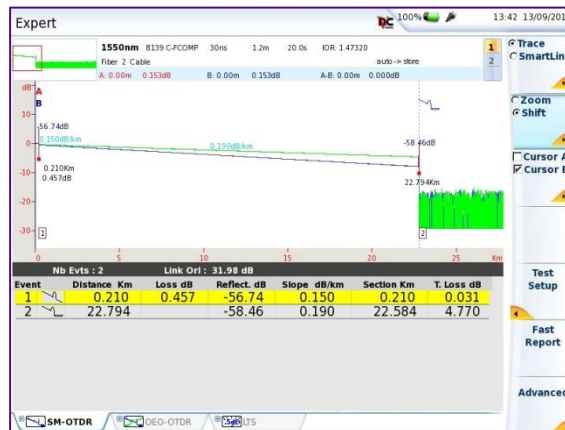 Expert
100%
13:42 13/09/201
1550nm 8139 C-FCOMP 30ns 1.2m 20.0s IOR: 1.47320
Fiber 2 Cable
auto -> store
A: 0.00m 0.153dB B: 0.00m 0.153dB A-B: 0.00m 0.000dB
1
2
Trace
SmartLin
Zoom
Shift
Cursor A
Cursor B
Test
Setup
Fast
Report
Advanced
dB
A
B
10
0
-10
-20
-30
-56.74dB
0.150dB/km
0.190dB/km
-58.46dB
0.210Km
0.457dB
22.794Km
1
2
0 5 10 15 20 25 Km
Nb Evts : 2 Link Orl : 31.98 dB
Event Distance Km Loss dB Reflect. dB Slope dB/km Section Km T. Loss dB
1 0.210 0.457 -56.74 0.150 0.210 0.031
2 22.794 -58.46 0.190 22.584 4.770
SM-OTDR
OEO-OTDR
LTS